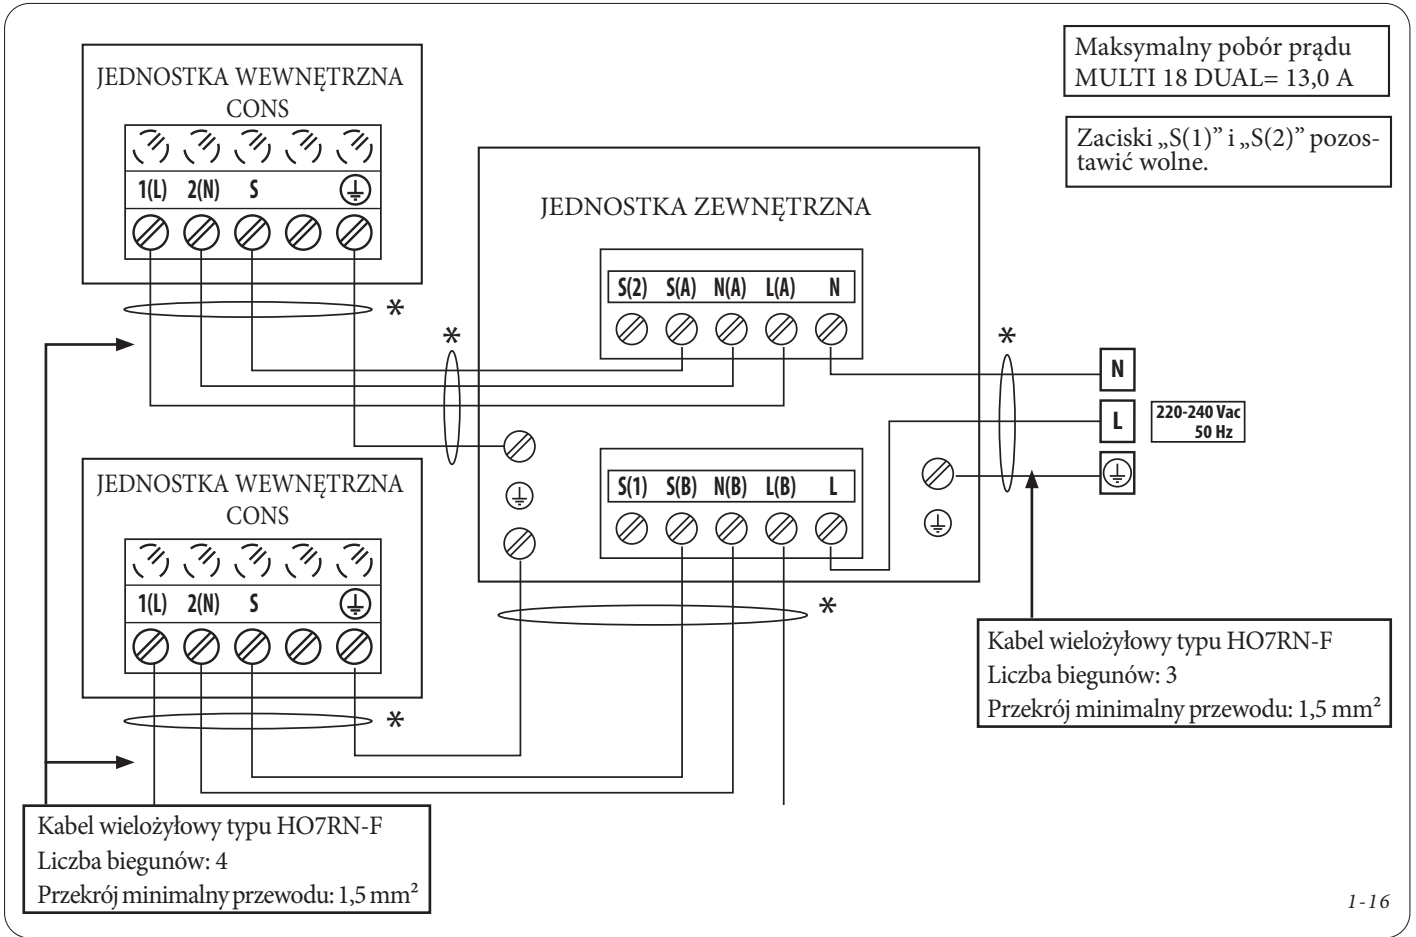 JEDNOSTKA WEWNĘTRZNA
CONS
1(L) 2(N) S
*
Maksymalny pobór prądu
MULTI 18 DUAL= 13,0 A
Zaciski „S(1)” i „S(2)” pozos-
tawić wolne.
JEDNOSTKA ZEWNĘTRZNA
S(2) S(A) N(A) L(A) N
*
*
N
L
220-240 Vac
50 Hz
S(1) S(B) N(B) L(B) L
*
JEDNOSTKA WEWNĘTRZNA
CONS
1(L) 2(N) S
*
Kabel wielożyłowy typu HO7RN-F
Liczba biegunów: 3
Przekrój minimalny przewodu: 1,5 mm²
Kabel wielożyłowy typu HO7RN-F
Liczba biegunów: 4
Przekrój minimalny przewodu: 1,5 mm²
1-16